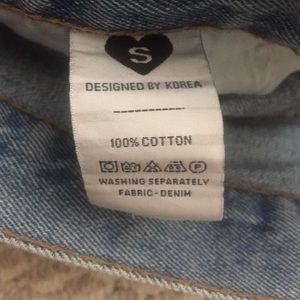 S
DESIGNED BY KOREA
100% COTTON
P
WASHING SEPARATELY
FABRIC - DENIM